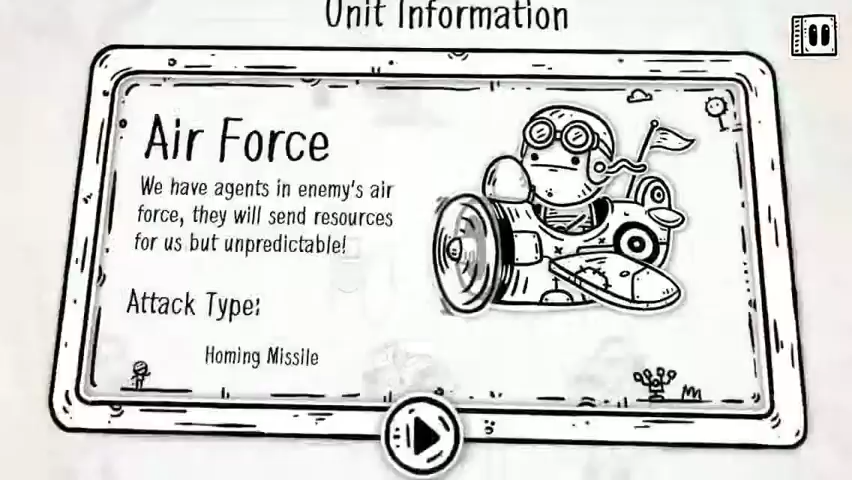 Unit Information
Air Force
We have agents in enemy's air
force, they will send resources
for us but unpredictable!
Attack Type:
Homing Missile